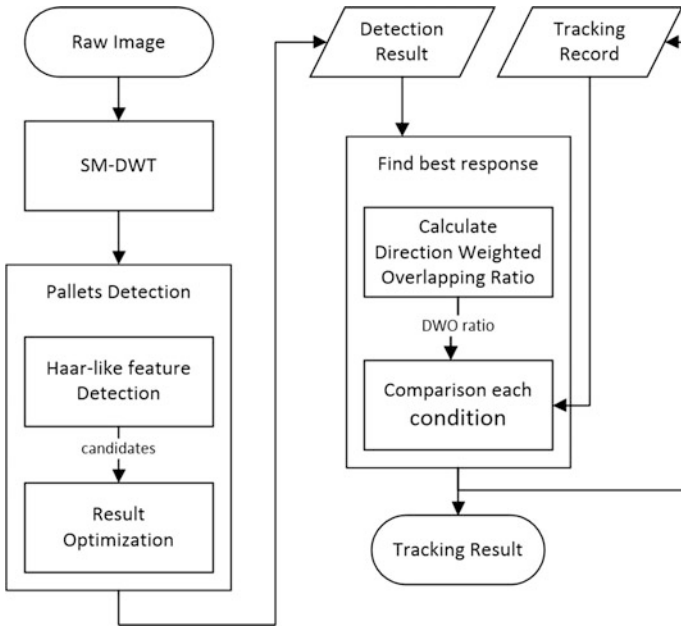 Raw Image
SM-DWT
Pallets Detection
Haar-like feature
Detection
candidates
Result
Optimization
Detection
Result
Tracking
Record
Find best response
Calculate
Direction Weighted
Overlapping Ratio
DWO ratio
Comparison each
condition
Tracking Result